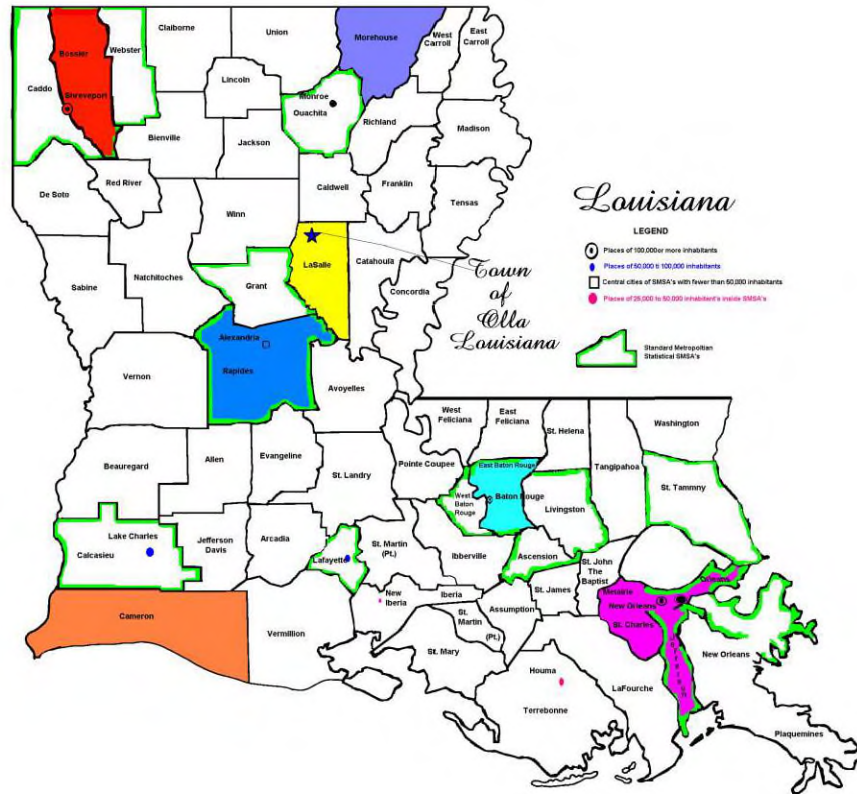 Claiborne
Union
Morehouse
West
Carroll
East
Carroll
Bossier
Webster
Caddo
Shreveport
Lincoln
Monroe
Ouachita
Richland
Madison
Bienville
Jackson
De Soto
Red River
Caldwell
Franklin
Tensas
Winn
Sabine
Natchitoches
Grant
LaSalle
Catahoula
Concordia
Town
of
Olla
Louisiana
Louisiana
LEGEND
Places of 100,000or more inhabitants
Places of 50,000 ti 100,000 inhabitants
Central cities of SMSA's with fewer than 50,000 inhabitants
Places of 25,000 to 50,000 inhabitent's inside SMSA's
Standard Metropoltian
Statistical SMSA's
Alexandria
Rapides
Vernon
Avoyelles
West
Feliciana
East
Feliciana
St. Helena
Washington
Tangipahoa
Beauregard
Allen
Evangeline
St. Landry
Pointe Coupee
East Baton Rouge
West
Baton
Rouge
Baton Rouge
Livingston
St. Tammny
Lake Charles
Calcasieu
Jefferson
Davis
Arcadia
Lafayette
St. Martin
(Pt.)
Ibberville
Ascension
St. John
The
Baptist
Orleans
Cameron
Vermillion
New
Iberia
Iberia
St.
Martin
(Pt.)
Assumption
St. James
Metairie
New Orleans
St. Charles
Jefferson
New Orleans
St. Mary
Houma
Terrebonne
LaFourche
Plaquemines